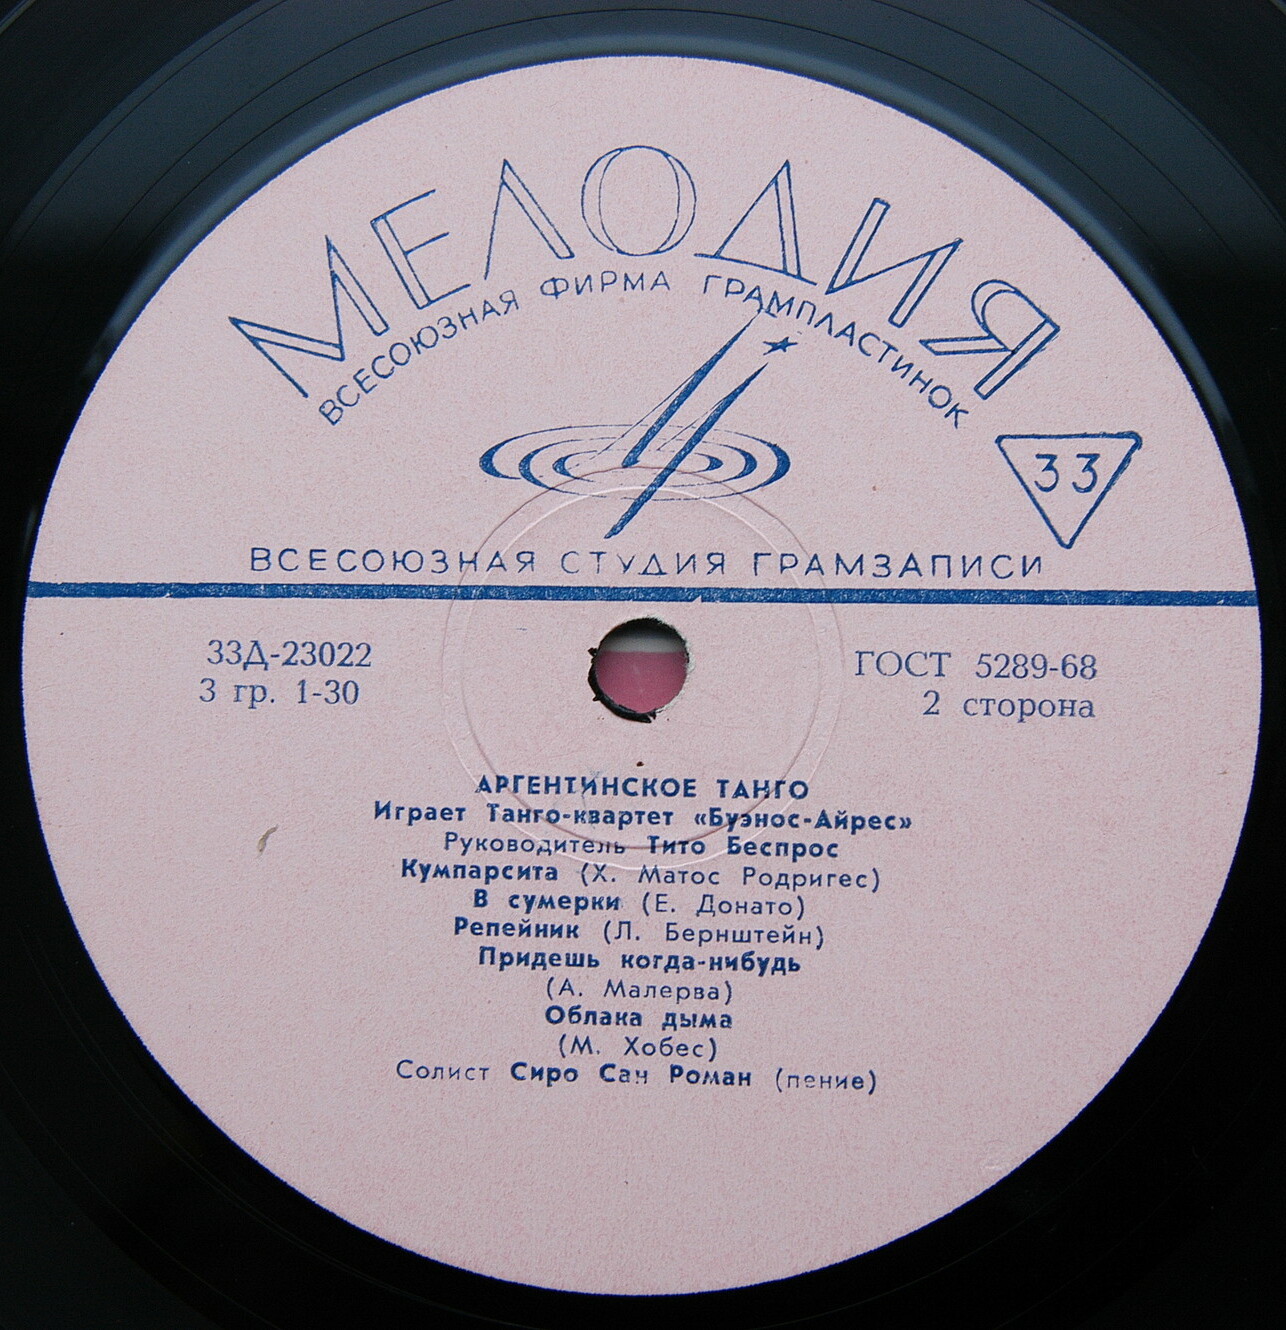 МЕЛОДИЯ
ВСЕСОЮЗНАЯ ФИРМА ГРАМПЛАСТИНОК
33
ВСЕСОЮЗНАЯ СТУДИЯ ГРАМЗАПИСИ
33Д-23022
3 гр. 1-30
ГОСТ 5289-68
2 сторона
АРГЕНТИНСКОЕ ТАНГО
Играет Танго-квартет «Буэнос-Айрес»
Руководитель Тито Беспрос
Кумпарсита (Х. Матос Родригес)
В сумерки (Е. Донато)
Репейник (Л. Бернштейн)
Придешь когда-нибудь
(А. Малерва)
Облака дыма
(М. Хобес)
Солист Сиро Сан Роман (пение)